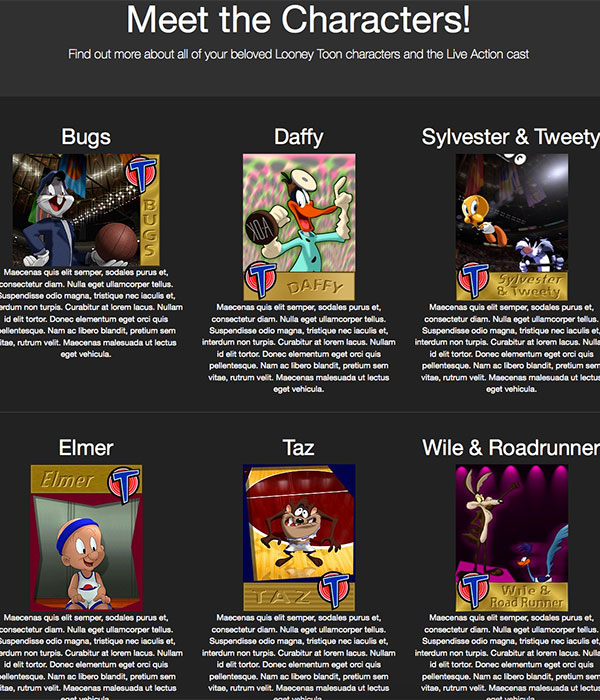 Meet the Characters!
Find out more about all of your beloved Looney Toon characters and the Live Action cast
Bugs
T
BUGS
Maecenas quis elit semper, sodales purus et,
consectetur diam. Nulla eget ullamcorper tellus.
Suspendisse odio magna, tristique nec iaculis et,
erdum non turpis. Curabitur at lorem lacus. Nullam
id elit tortor. Donec elementum eget orci quis
ellentesque. Nam ac libero blandit, pretium sem
vitae, rutrum velit. Maecenas malesuada ut lectus
eget vehicula.
Daffy
T
DAFFY
Maecenas quis elit semper, sodales purus et,
consectetur diam. Nulla eget ullamcorper tellus.
Suspendisse odio magna, tristique nec iaculis et,
interdum non turpis. Curabitur at lorem lacus. Nullam
id elit tortor. Donec elementum eget orci quis
pellentesque. Nam ac libero blandit, pretium sem
vitae, rutrum velit. Maecenas malesuada ut lectus
eget vehicula.
Sylvester & Tweety
T
Sylvester
& Tweety
Maecenas quis elit semper, sodales purus et,
consectetur diam. Nulla eget ullamcorper tellus.
Suspendisse odio magna, tristique nec iaculis et,
interdum non turpis. Curabitur at lorem lacus. Nulla
id elit tortor. Donec elementum eget orci quis
pellentesque. Nam ac libero blandit, pretium sem
vitae, rutrum velit. Maecenas malesuada ut lectus
eget vehicula.
Elmer
Elmer
T
Maecenas quis elit semper, sodales purus et,
consectetur diam. Nulla eget ullamcorper tellus.
Suspendisse odio magna, tristique nec iaculis et,
erdum non turpis. Curabitur at lorem lacus. Nullam
id elit tortor. Donec elementum eget orci quis
ellentesque. Nam ac libero blandit, pretium sem
vitae, rutrum velit. Maecenas malesuada ut lectus
Taz
TAZ
T
Maecenas quis elit semper, sodales purus et,
consectetur diam. Nulla eget ullamcorper tellus.
Suspendisse odio magna, tristique nec iaculis et,
interdum non turpis. Curabitur at lorem lacus. Nullam
id elit tortor. Donec elementum eget orci quis
pellentesque. Nam ac libero blandit, pretium sem
vitae, rutrum velit. Maecenas malesuada ut lectus
eget vehicula.
Wile & Roadrunner
T
Wile &
Road Runner
Maecenas quis elit semper, sodales purus et,
consectetur diam. Nulla eget ullamcorper tellus.
Suspendisse odio magna, tristique nec iaculis et,
interdum non turpis. Curabitur at lorem lacus. Nulla
id elit tortor. Donec elementum eget orci quis
pellentesque. Nam ac libero blandit, pretium sem
vitae, rutrum velit. Maecenas malesuada ut lectus
eget vehicula.